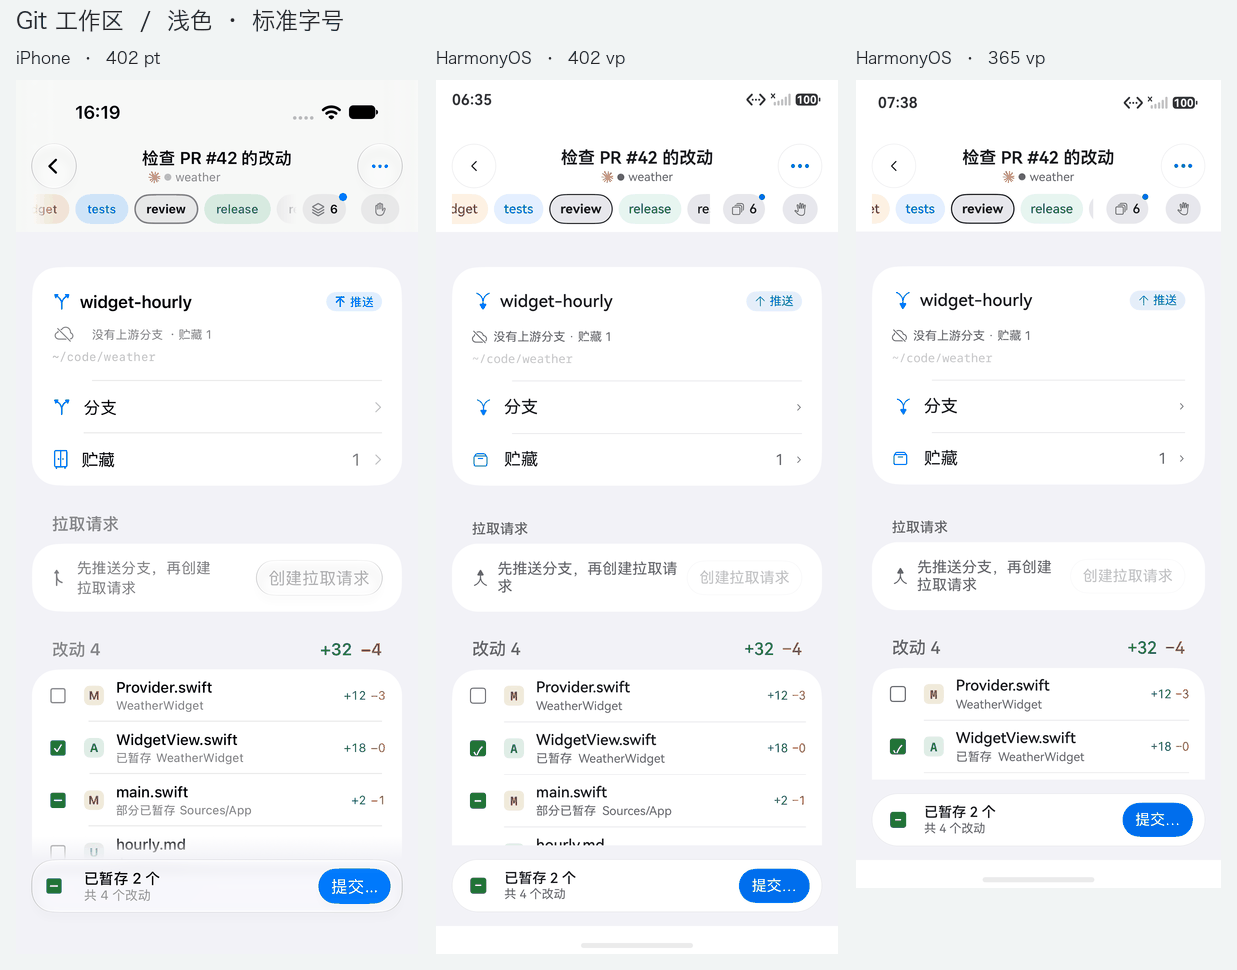 Git 工作区 / 浅色 · 标准字号
iPhone · 402 pt
16:19
检查 PR #42 的改动
weather
tests
review
release
6
widget-hourly
推送
没有上游分支 · 贮藏 1
~/code/weather
分支
贮藏
1
拉取请求
先推送分支，再创建
拉取请求
创建拉取请求
改动 4
+32 −4
M
Provider.swift
+12 −3
WeatherWidget
A
WidgetView.swift
+18 −0
已暂存 WeatherWidget
M
main.swift
+2 −1
部分已暂存 Sources/App
hourly.md
U
已暂存 2 个
共 4 个改动
提交...
HarmonyOS · 402 vp
06:35
100
检查 PR #42 的改动
weather
dget
tests
review
release
re
6
widget-hourly
推送
没有上游分支 · 贮藏 1
~/code/weather
分支
贮藏
1
拉取请求
先推送分支，再创建拉取请
求
创建拉取请求
改动 4
+32 −4
M
Provider.swift
+12 −3
WeatherWidget
A
WidgetView.swift
+18 −0
已暂存 WeatherWidget
M
main.swift
+2 −1
部分已暂存 Sources/App
hourly.md
已暂存 2 个
共 4 个改动
提交...
HarmonyOS · 365 vp
07:38
100
检查 PR #42 的改动
weather
et
tests
review
release
6
widget-hourly
推送
没有上游分支 · 贮藏 1
~/code/weather
分支
贮藏
1
拉取请求
先推送分支，再创建
拉取请求
创建拉取请求
改动 4
+32 −4
M
Provider.swift
+12 −3
WeatherWidget
A
WidgetView.swift
+18 −0
已暂存 WeatherWidget
已暂存 2 个
共 4 个改动
提交...